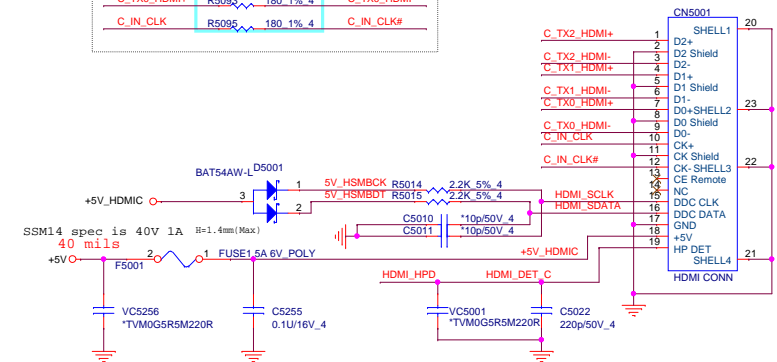 C_TX0_HDMI+ R5093 180_1%_4 C_TX0_HDMI-
C_IN_CLK R5095 180_1%_4 C_IN_CLK#
CN5001
SHELL1 20
C_TX2_HDMI+ 1 D2+
2 D2 Shield
C_TX2_HDMI- 3 D2-
C_TX1_HDMI+ 4 D1+
5 D1 Shield
C_TX1_HDMI- 6 D1-
C_TX0_HDMI+ 7 D0+ SHELL2 23
8 D0 Shield
C_TX0_HDMI- 9 D0-
C_IN_CLK 10 CK+
11 CK Shield
C_IN_CLK# 12 CK- SHELL3 22
13 CE Remote
14 NC
HDMI_SCLK 15 DDC CLK
HDMI_SDATA 16 DDC DATA
17 GND
18 +5V
19 HP DET
SHELL4 21
HDMI CONN
BAT54AW-L D5001
+5V_HDMIC 3
1 5V_HSMBCK R5014 2.2K_5%_4
2 5V_HSMBDT R5015 2.2K_5%_4
C5010 *10p/50V_4
C5011 *10p/50V_4
SSM14 spec is 40V 1A H=1.4mm(Max)
40 mils
+5V 2 F5001 1 FUSE1.5A 6V_POLY
+5V_HDMIC
HDMI_HPD HDMI_DET_C
VC5256
*TVM0G5R5M220R
C5255
0.1U/16V_4
VC5001
*TVM0G5R5M220R
C5022
220p/50V_4